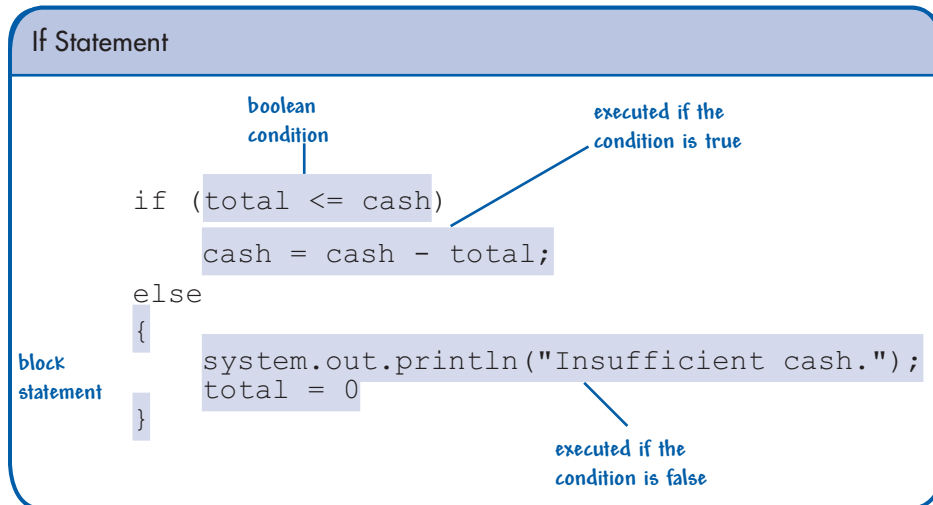 If Statement
boolean
condition
executed if the
condition is true
if (total <= cash)
cash = cash - total;
else
{
block
statement
system.out.println("Insufficient cash.");
total = 0
}
executed if the
condition is false